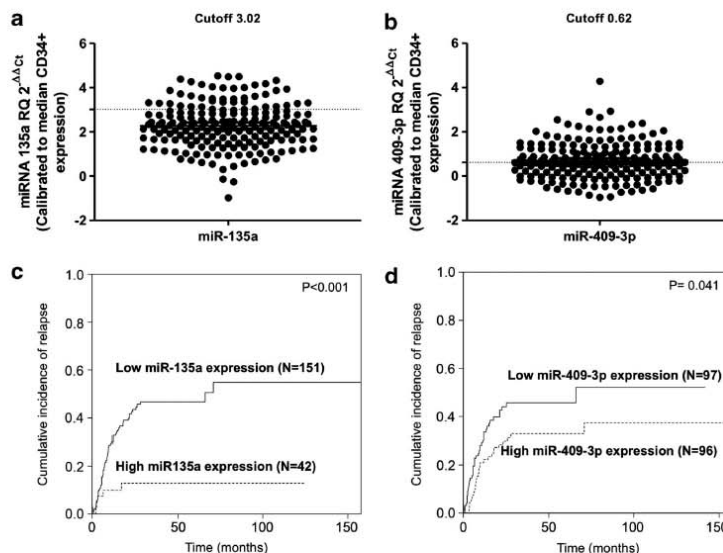 a
Cutoff 3.02
miRNA 135a RQ 2-ΔΔCt
(Calibrated to median CD34+
expression)
6
4
2
0
-2
miR-135a
b
Cutoff 0.62
miRNA 409-3p RQ 2-ΔΔCt
(Calibrated to median CD34+
expression)
6
4
2
0
-2
miR-409-3p
c
P<0.001
Cumulative incidence of relapse
1.0
0.8
0.6
0.4
0.2
0.0
Low miR-135a expression (N=151)
High miR135a expression (N=42)
0 50 100 150
Time (months)
d
P= 0.041
Cumulative incidence of relapse
1.0
0.8
0.6
0.4
0.2
0.0
Low miR-409-3p expression (N=97)
High miR-409-3p expression (N=96)
0 50 100 150
Time (months)